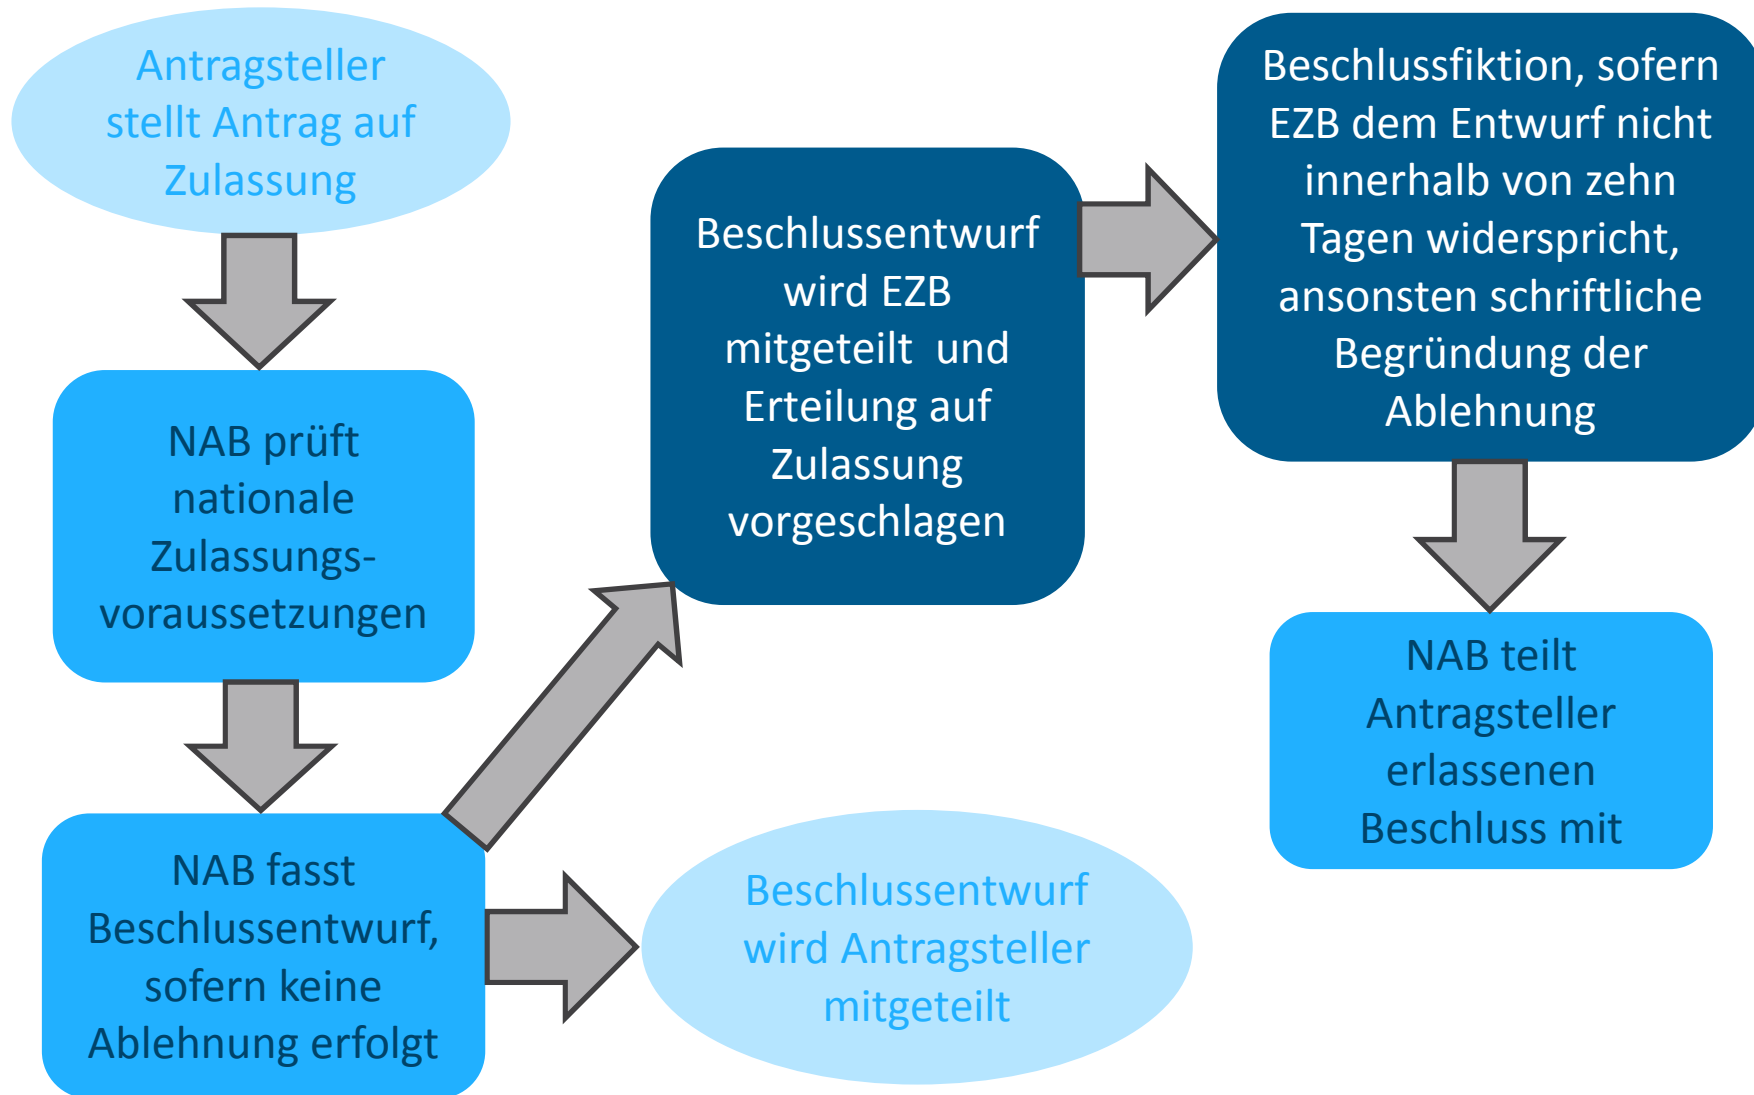 Antragsteller
stellt Antrag auf
Zulassung
NAB prüft
nationale
Zulassungs-
voraussetzungen
NAB fasst
Beschlussentwurf,
sofern keine
Ablehnung erfolgt
Beschlussentwurf
wird Antragsteller
mitgeteilt
Beschlussentwurf
wird EZB
mitgeteilt und
Erteilung auf
Zulassung
vorgeschlagen
Beschlussfiktion, sofern
EZB dem Entwurf nicht
innerhalb von zehn
Tagen widerspricht,
ansonsten schriftliche
Begründung der
Ablehnung
NAB teilt
Antragsteller
erlassenen
Beschluss mit